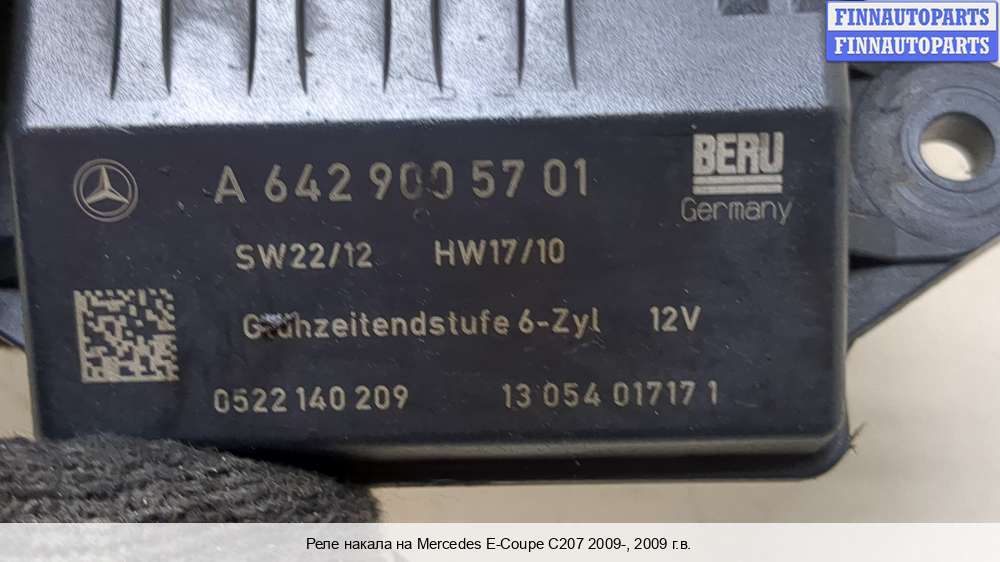 FINNAUTOPARTS
FINNAUTOPARTS
A 642 900 57 01
BERU
Germany
SW22/12 HW17/10
Glühzeitendstufe 6-Zyl 12V
0522 140 209 13 054 01717 1
Реле накала на Mercedes E-Coupe C207 2009-, 2009 г.в.